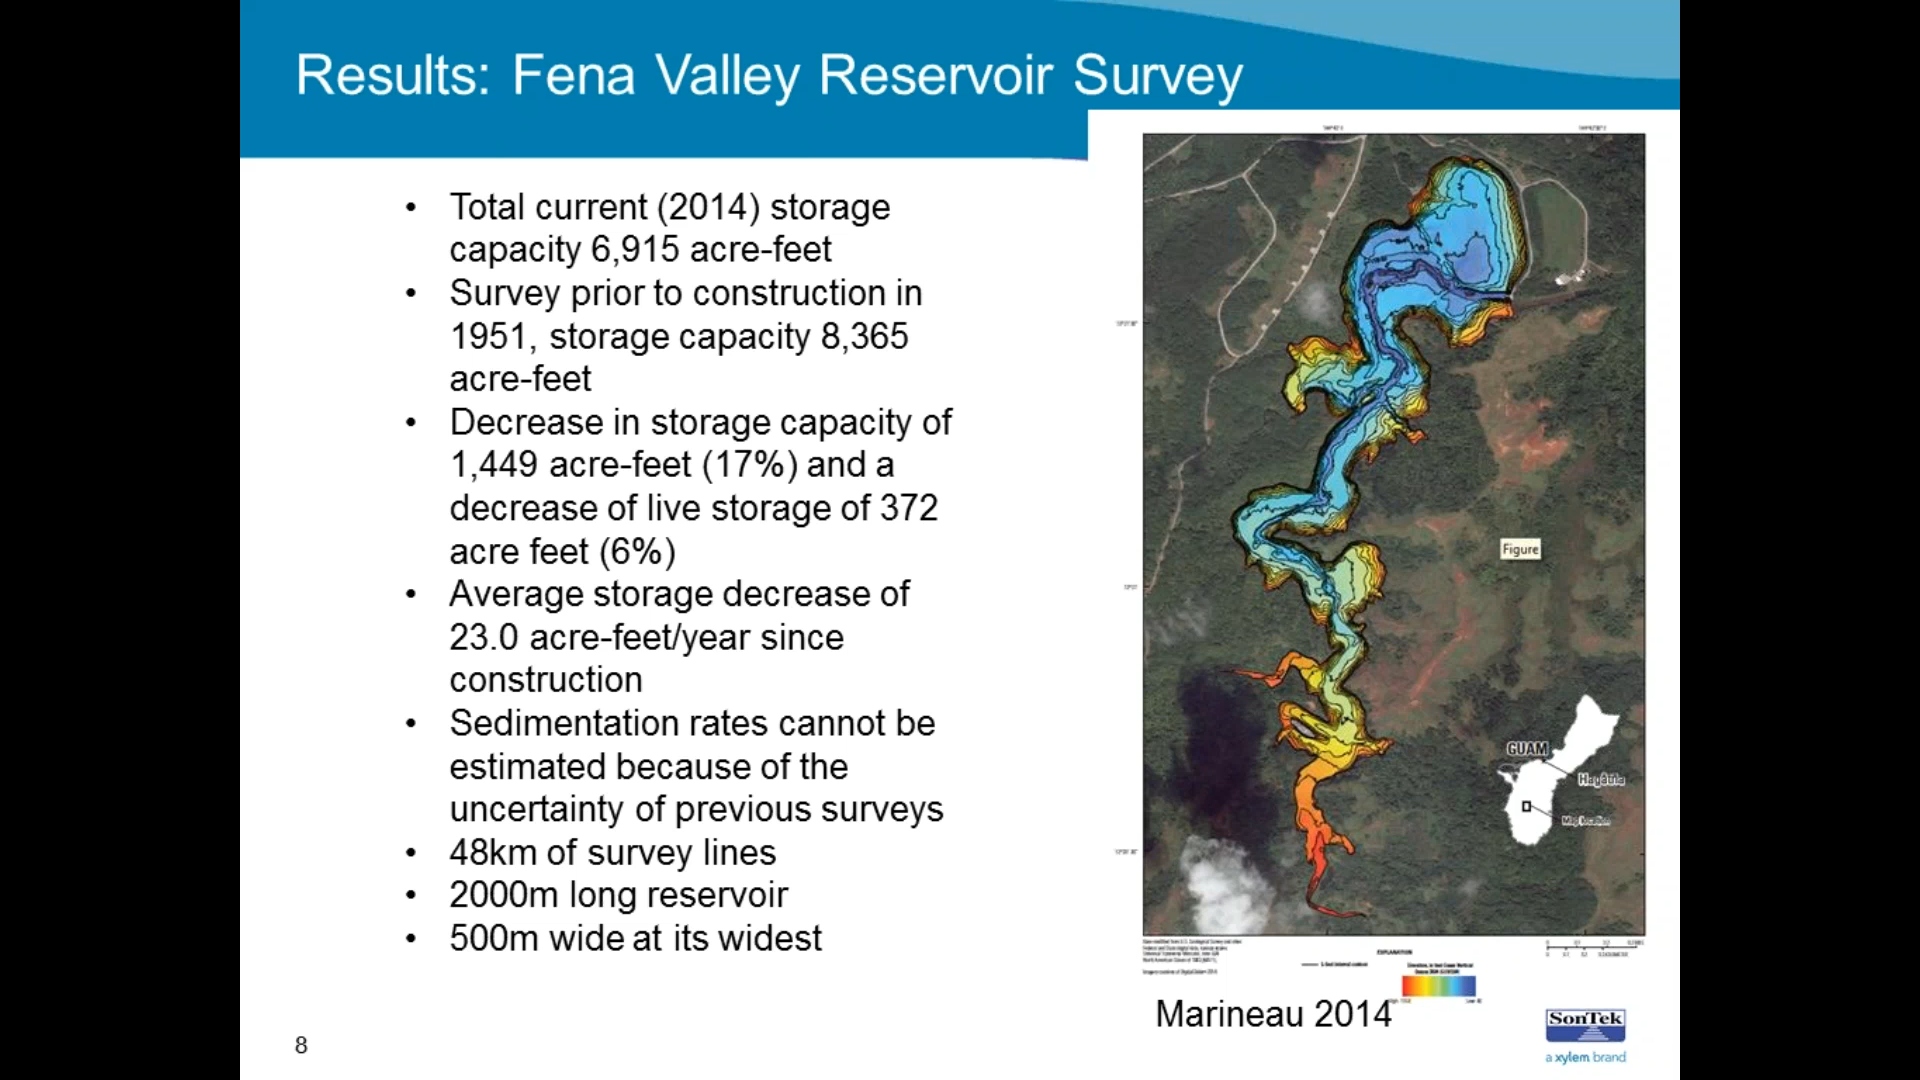 Results: Fena Valley Reservoir Survey
• Total current (2014) storage
capacity 6,915 acre-feet
• Survey prior to construction in
1951, storage capacity 8,365
acre-feet
• Decrease in storage capacity of
1,449 acre-feet (17%) and a
decrease of live storage of 372
acre feet (6%)
• Average storage decrease of
23.0 acre-feet/year since
construction
• Sedimentation rates cannot be
estimated because of the
uncertainty of previous surveys
• 48km of survey lines
• 2000m long reservoir
• 500m wide at its widest
Figure
GUAM
Hagåtña
Map location
EXPLANATION
Marineau 2014
SonTek
a xylem brand
8